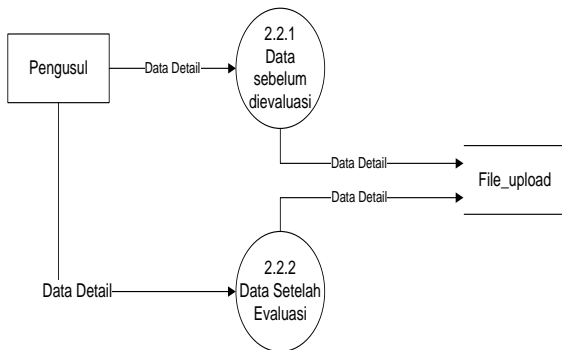 Pengusul
Data Detail
2.2.1
Data
sebelum
dievaluasi
Data Detail
File_upload
Data Detail
2.2.2
Data Setelah
Evaluasi
Data Detail